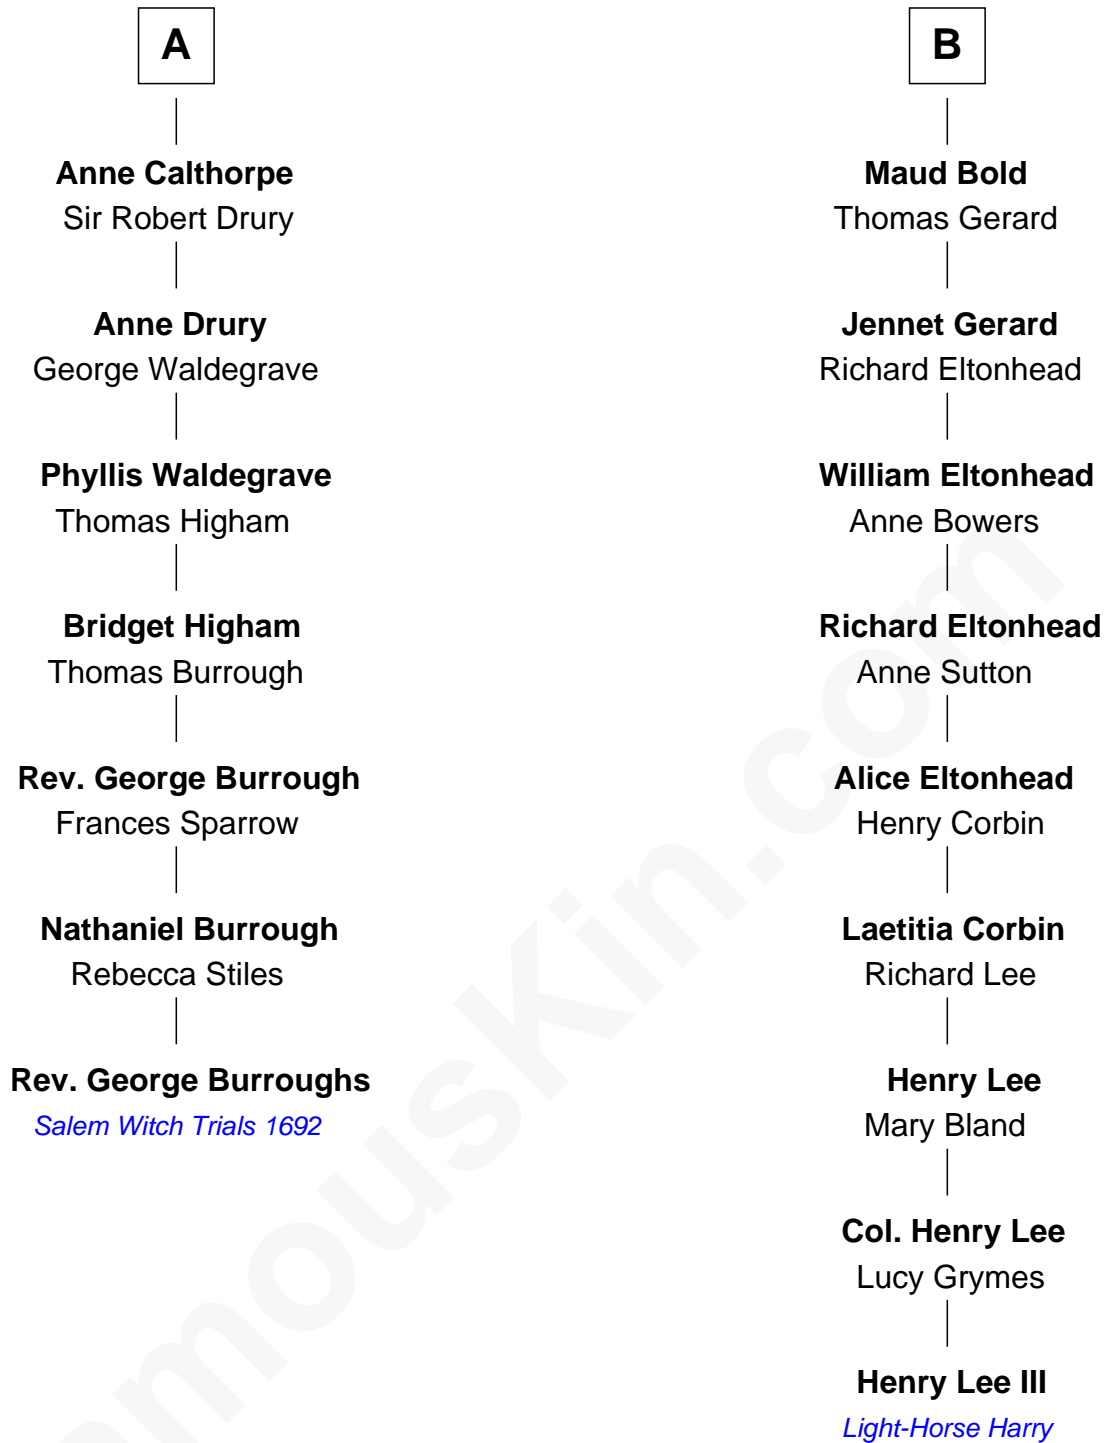 A
Anne Calthorpe
Sir Robert Drury
Anne Drury
George Waldegrave
Phyllis Waldegrave
Thomas Higham
Bridget Higham
Thomas Burrough
Rev. George Burrough
Frances Sparrow
Nathaniel Burrough
Rebecca Stiles
Rev. George Burroughs
Salem Witch Trials 1692
B
Maud Bold
Thomas Gerard
Jennet Gerard
Richard Eltonhead
William Eltonhead
Anne Bowers
Richard Eltonhead
Anne Sutton
Alice Eltonhead
Henry Corbin
Laetitia Corbin
Richard Lee
Henry Lee
Mary Bland
Col. Henry Lee
Lucy Grymes
Henry Lee III
Light-Horse Harry
amouskin.com